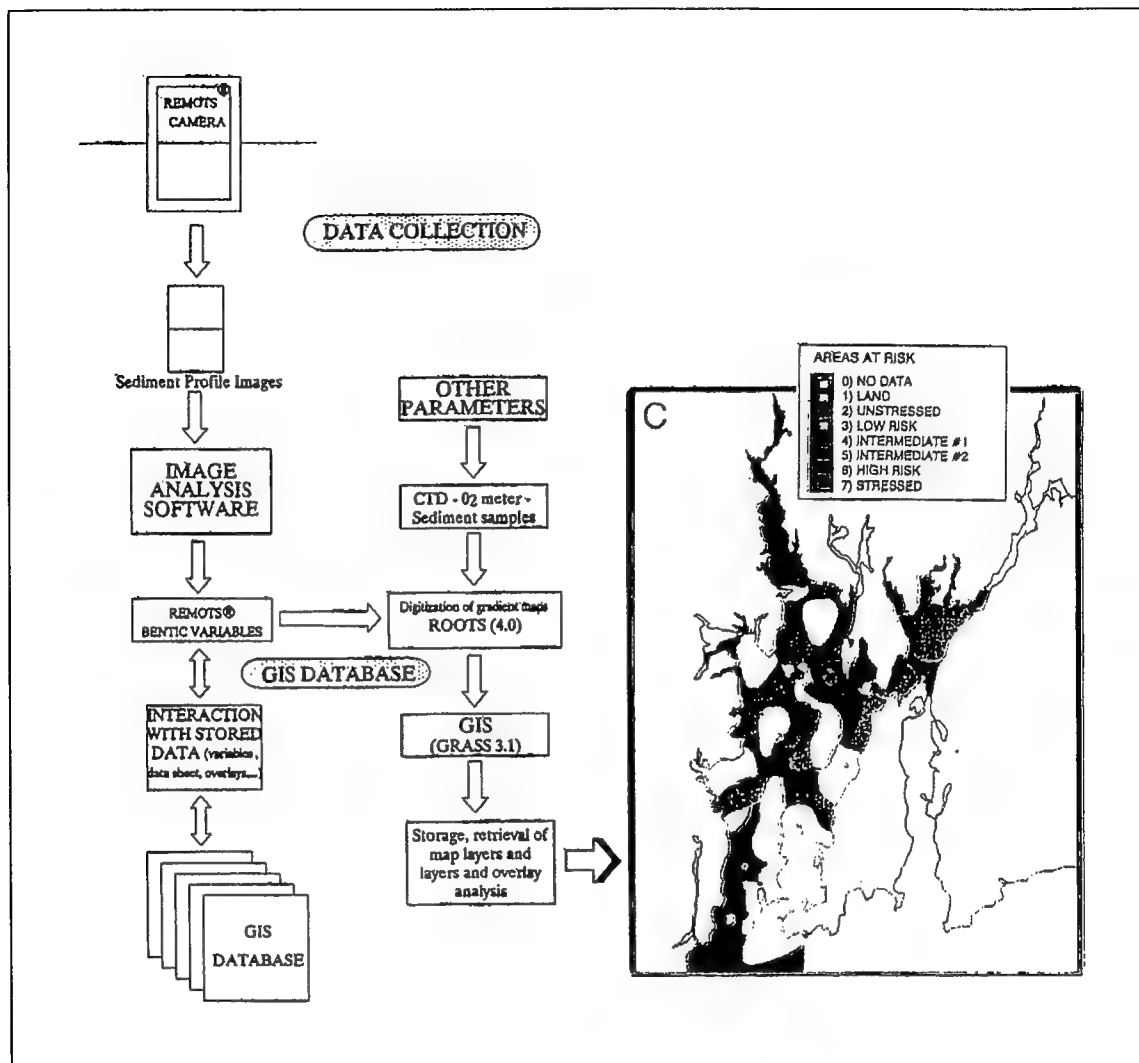 REMOTS ®
CAMERA
DATA COLLECTION
Sediment Profile Images
IMAGE
ANALYSIS
SOFTWARE
REMOTS®
BENTIC VARIABLES
INTERACTION
WITH STORED
DATA (variables,
data sheet, overlays,...)
GIS
DATABASE
OTHER
PARAMETERS
CTD - O2 meter -
Sediment samples
Digitization of gradient maps
ROOTS (4.0)
GIS DATABASE
GIS
(GRASS 3.1)
Storage, retrieval of
map layers and
layers and overlay
analysis
C
AREAS AT RISK
0) NO DATA
1) LAND
2) UNSTRESSED
3) LOW RISK
4) INTERMEDIATE #1
5) INTERMEDIATE #2
6) HIGH RISK
7) STRESSED